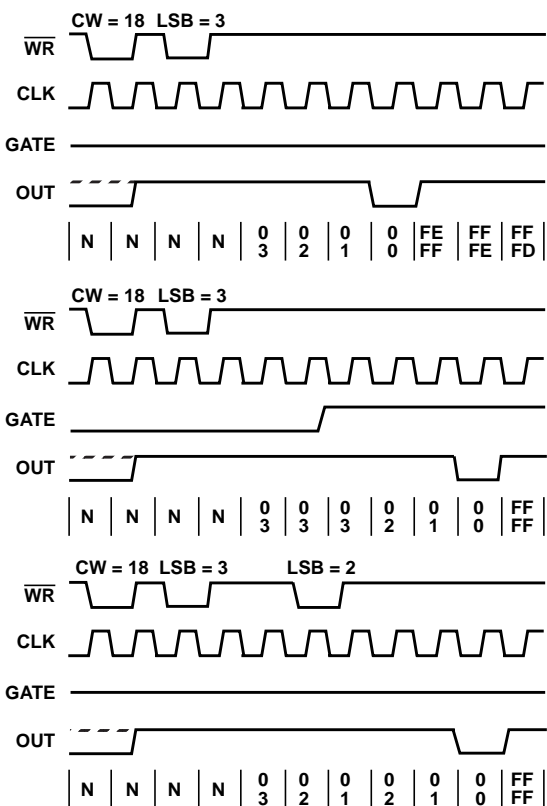 CW = 18 LSB = 3
WR
CLK
GATE
OUT
N N N N 0 0 0 0 FE FF FF
3 2 1 0 FF FE FD
CW = 18 LSB = 3
WR
CLK
GATE
OUT
N N N N 0 0 0 0 0 0 FF
3 3 3 2 1 0 FF
CW = 18 LSB = 3 LSB = 2
WR
CLK
GATE
OUT
N N N N 0 0 0 0 0 0 FF
3 2 1 2 1 0 FF